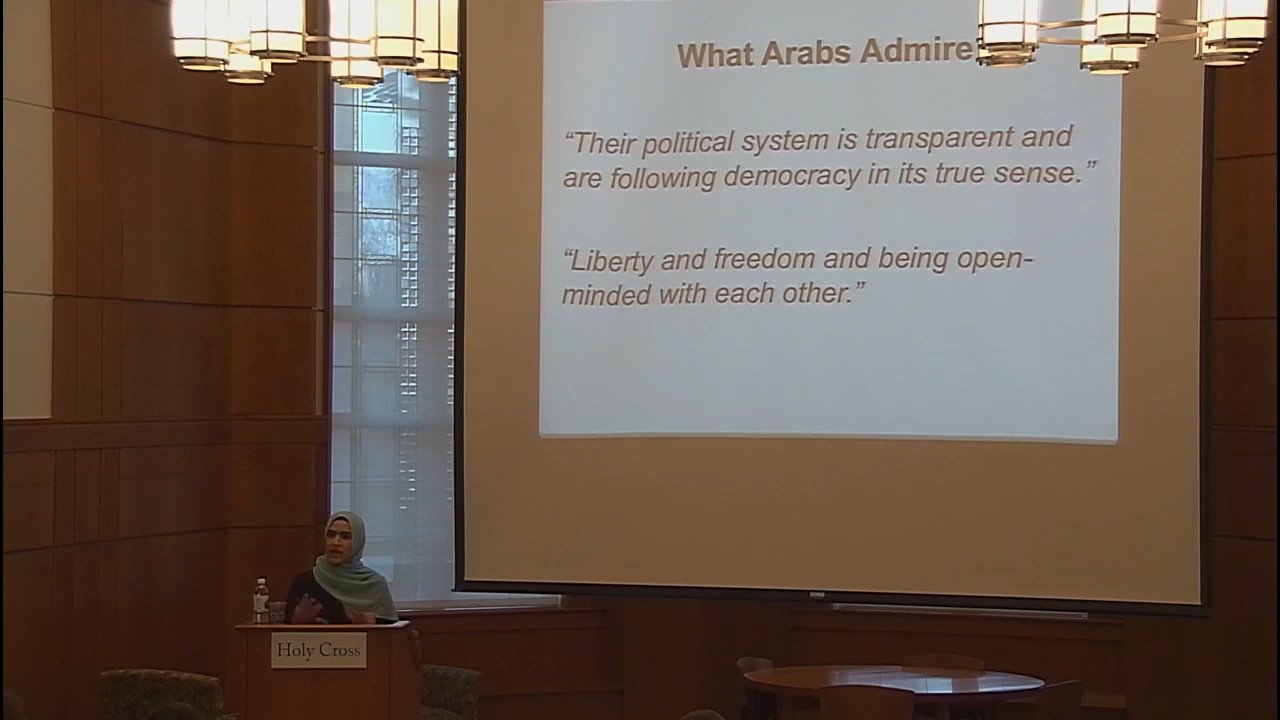 What Arabs Admire
“Their political system is transparent and
are following democracy in its true sense.”
“Liberty and freedom and being open-
minded with each other.”
Holy Cross